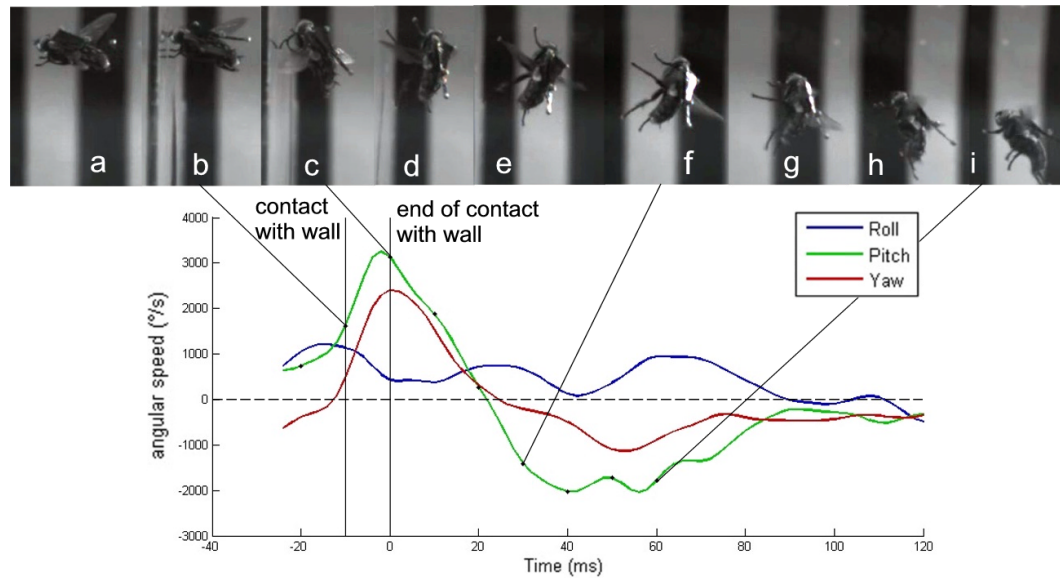 a b c d e f g h i
contact
with wall
end of contact
with wall
Roll
Pitch
Yaw
angular speed (°/s)
4000
3000
2000
1000
0
-1000
-2000
-3000
-40 -20 0 20 40 60 80 100 120
Time (ms)